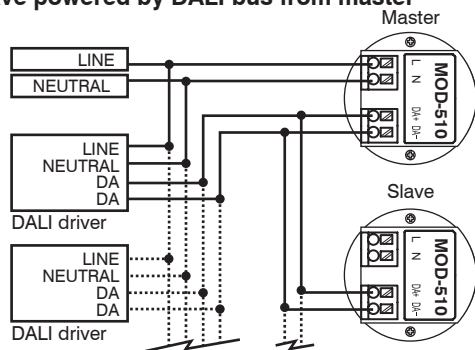 ve powered by DALI bus from master
Master
LINE
NEUTRAL
L
N
DA+
DA-
MOD-510
LINE
NEUTRAL
DA
DA
DALI driver
Slave
L
N
DA+
DA-
MOD-510
LINE
NEUTRAL
DA
DA
DALI driver